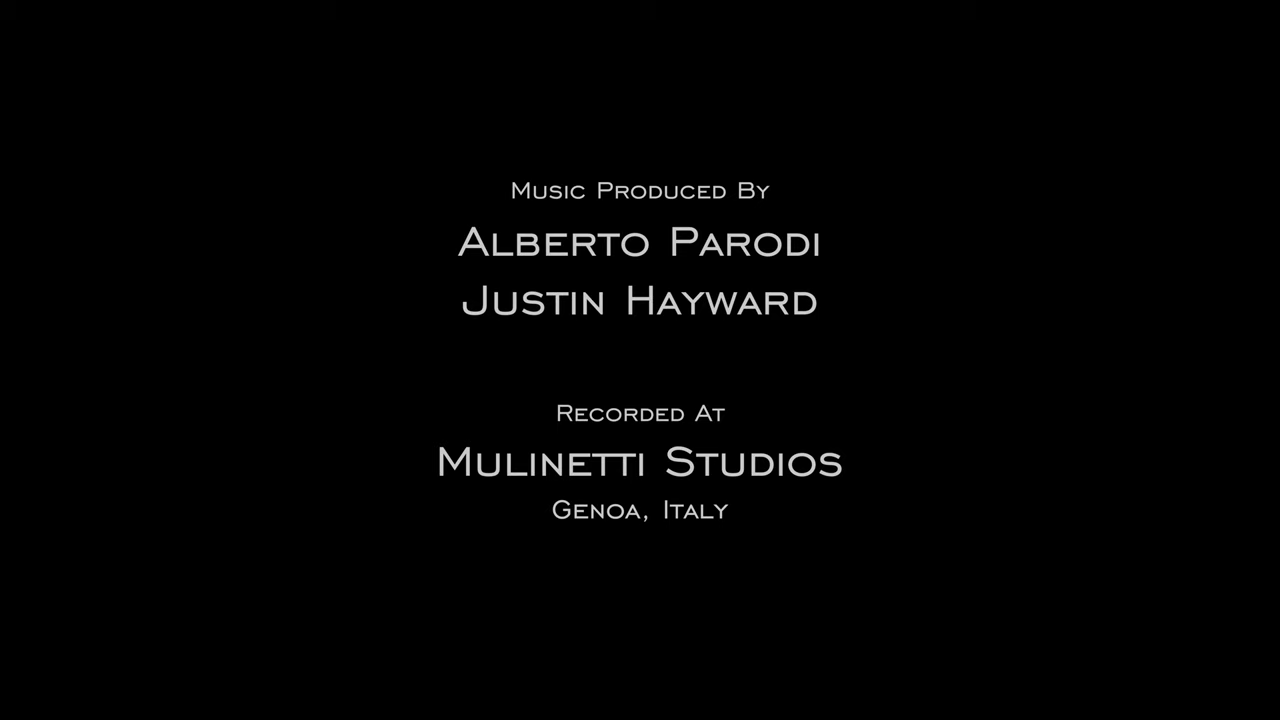 Music Produced By
Alberto Parodi
Justin Hayward
Recorded At
Mulinetti Studios
Genoa, Italy